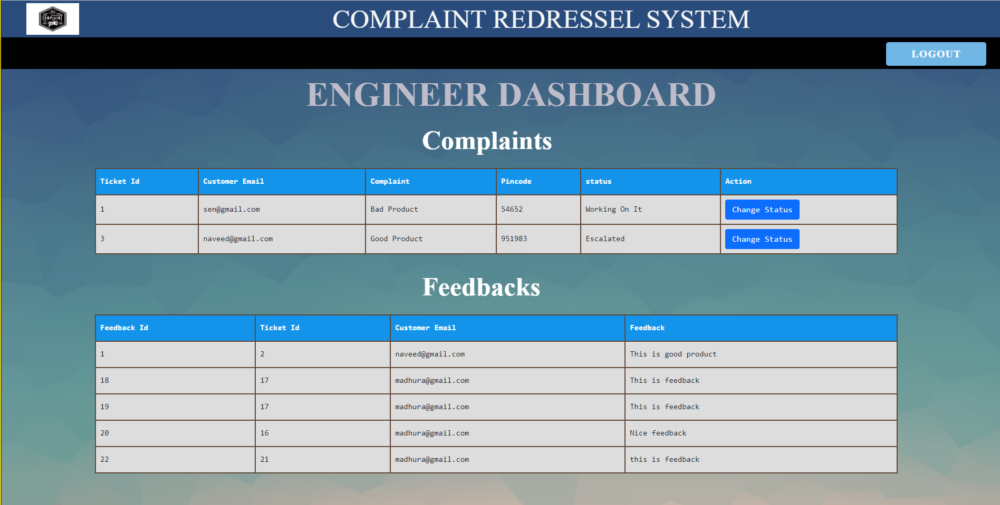 COMPLAINT
COMPLAINT REDRESSEL SYSTEM
LOGOUT
ENGINEER DASHBOARD
Complaints
Ticket Id Customer Email Complaint Pincode status Action
1 sen@gmail.com Bad Product 54652 Working On It Change Status
3 naveed@gmail.com Good Product 951983 Escalated Change Status
Feedbacks
Feedback Id Ticket Id Customer Email Feedback
1 2 naveed@gmail.com This is good product
18 17 madhura@gmail.com This is feedback
19 17 madhura@gmail.com This is feedback
20 16 madhura@gmail.com Nice feedback
22 21 madhura@gmail.com this is feedback